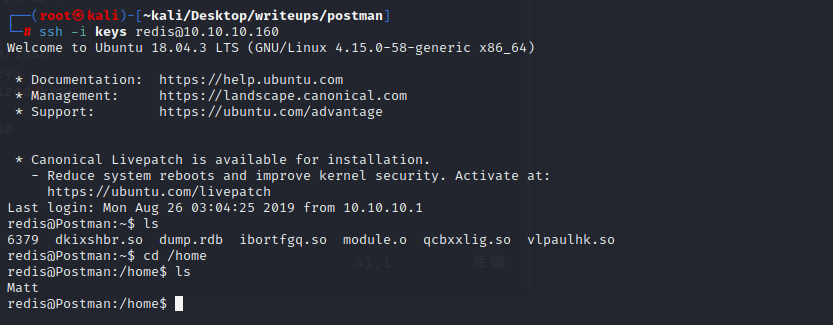 ┌──(root㉿kali)-[~kali/Desktop/writeups/postman]
└─# ssh -i keys redis@10.10.10.160
Welcome to Ubuntu 18.04.3 LTS (GNU/Linux 4.15.0-58-generic x86_64)
 * Documentation:  https://help.ubuntu.com
 * Management:     https://landscape.canonical.com
 * Support:        https://ubuntu.com/advantage
 * Canonical Livepatch is available for installation.
   - Reduce system reboots and improve kernel security. Activate at:
     https://ubuntu.com/livepatch
Last login: Mon Aug 26 03:04:25 2019 from 10.10.10.1
redis@Postman:~$ ls
6379  dkixshbr.so  dump.rdb  ibortfgq.so  module.o  qcbxxlig.so  vlpaulhk.so
redis@Postman:~$ cd /home
41,1 底端
redis@Postman:/home$ ls
Matt
redis@Postman:/home$